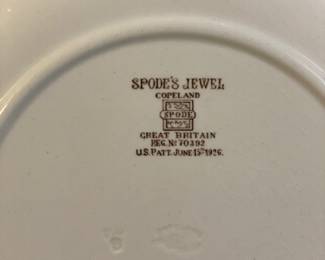 SPODE'S JEWEL
COPELAND
SPODE
GREAT BRITAIN
REG. Nº 70392
U.S. PATT. JUNE 15TH 1926.